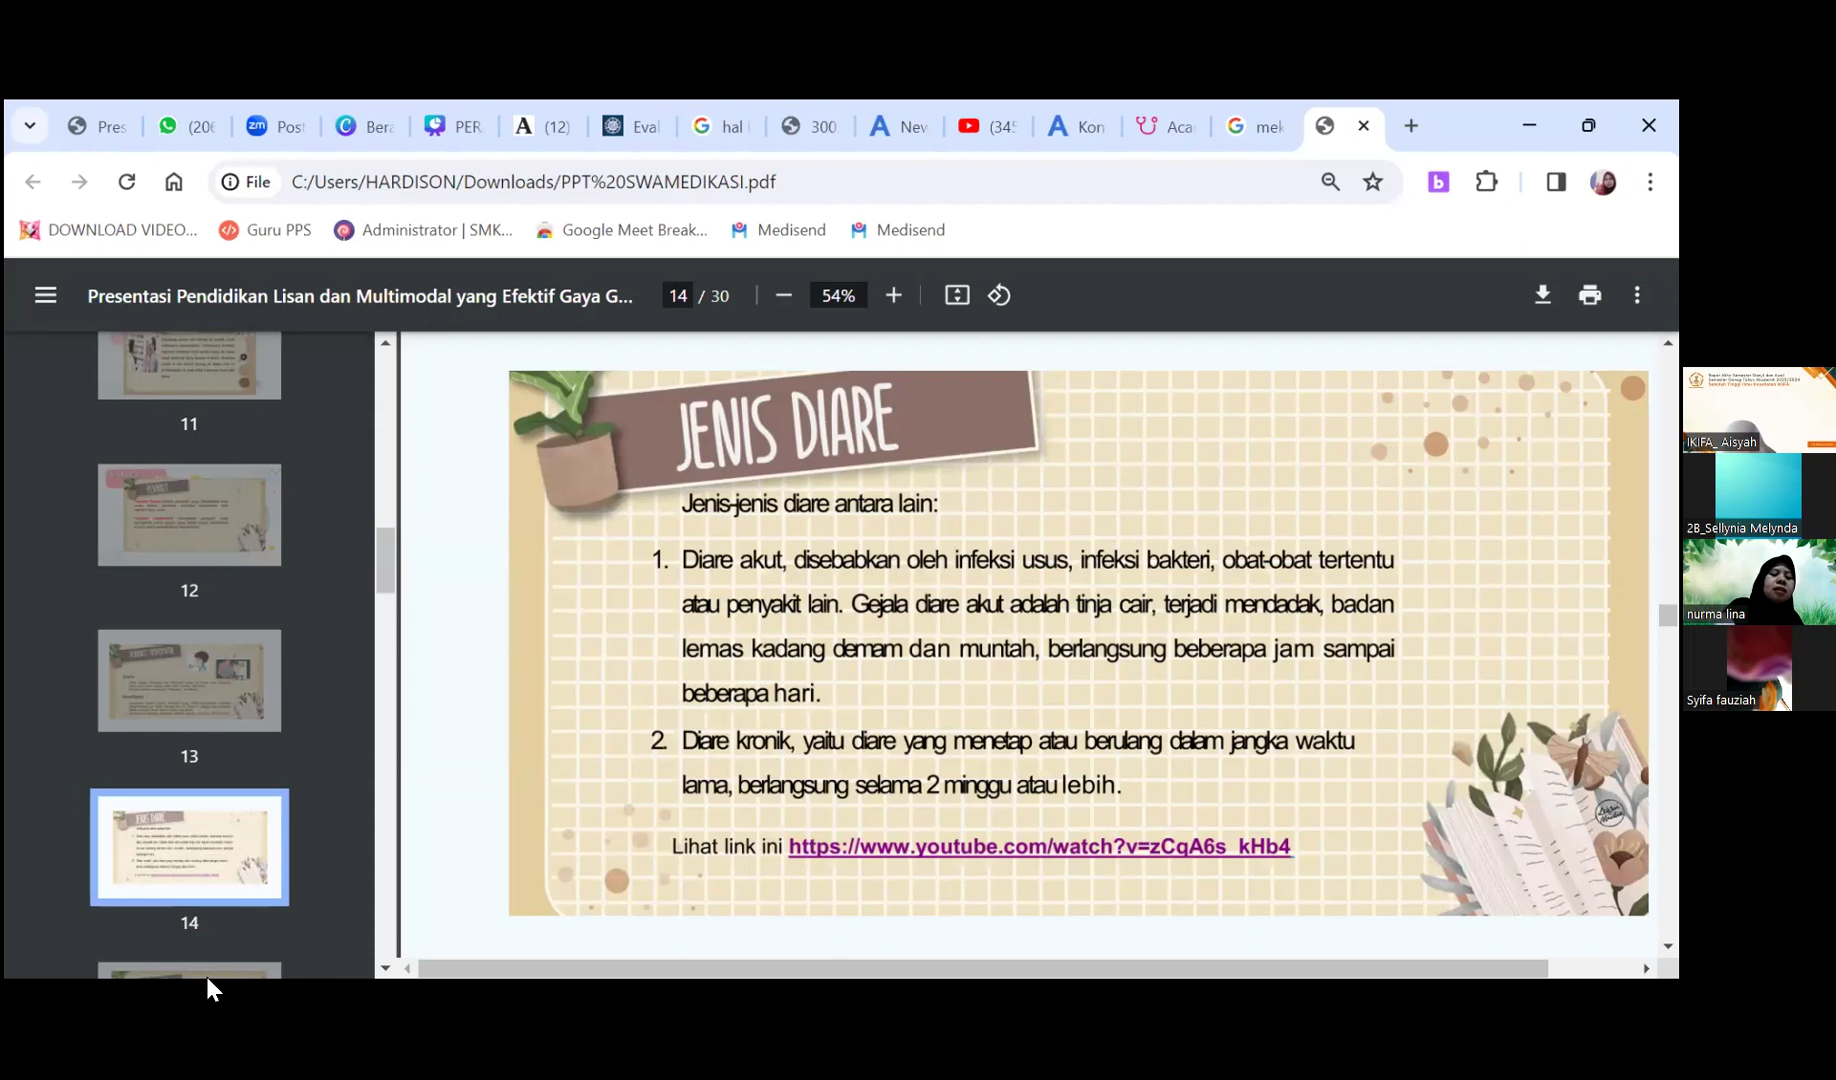 Pres
(206
Post
Bera
PER
(12)
Eval
hal
300
New
(345
Kon
Aca
mek
File
C:/Users/HARDISON/Downloads/PPT%20SWAMEDIKASI.pdf
DOWNLOAD VIDEO...
Guru PPS
Administrator | SMK...
Google Meet Break...
Medisend
Medisend
Presentasi Pendidikan Lisan dan Multimodal yang Efektif Gaya G...
14 / 30
54%
11
12
13
14
JENIS DIARE
Jenis-jenis diare antara lain:
1. Diare akut, disebabkan oleh infeksi usus, infeksi bakteri, obat-obat tertentu
atau penyakit lain. Gejala diare akut adalah tinja cair, terjadi mendadak, badan
lemas kadang demam dan muntah, berlangsung beberapa jam sampai
beberapa hari.
2. Diare kronik, yaitu diare yang menetap atau berulang dalam jangka waktu
lama, berlangsung selama 2 minggu atau lebih.
Lihat link ini https://www.youtube.com/watch?v=zCqA6s_kHb4
IKIFA_ Aisyah
2B_Sellynia Melynda
nurma lina
Syifa fauziah